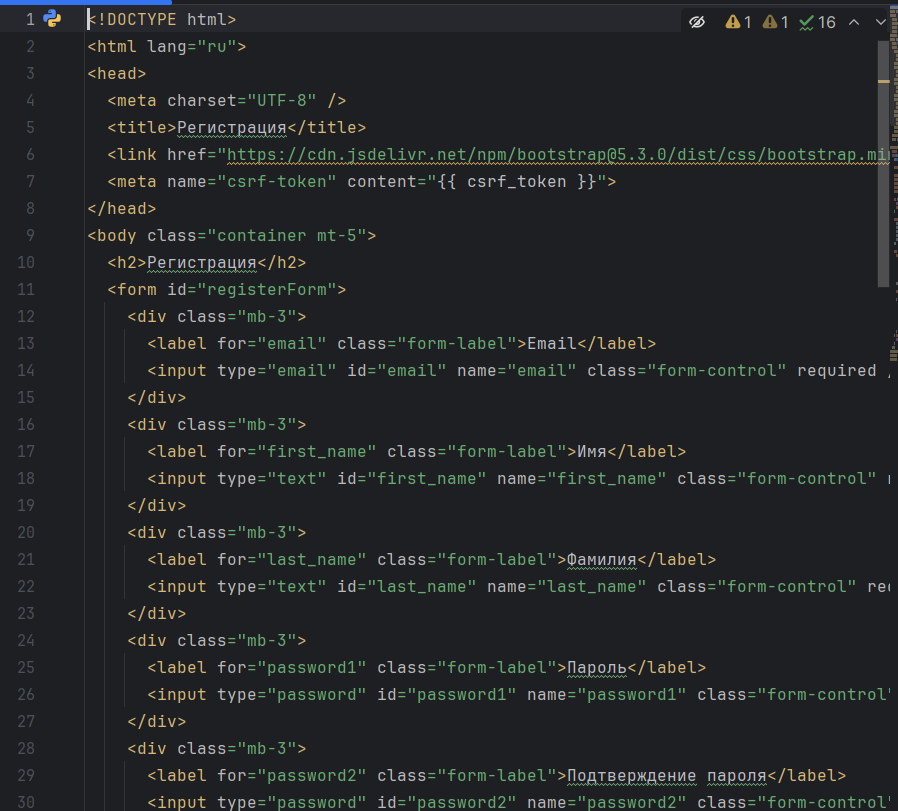 1 <!DOCTYPE html> 1 1 16
2 <html lang="ru">
3 <head>
4 <meta charset="UTF-8" />
5 <title>Регистрация</title>
6 <link href="https://cdn.jsdelivr.net/npm/bootstrap@5.3.0/dist/css/bootstrap.mi
7 <meta name="csrf-token" content="{{ csrf_token }}">
8 </head>
9 <body class="container mt-5">
10 <h2>Регистрация</h2>
11 <form id="registerForm">
12 <div class="mb-3">
13 <label for="email" class="form-label">Email</label>
14 <input type="email" id="email" name="email" class="form-control" required /
15 </div>
16 <div class="mb-3">
17 <label for="first_name" class="form-label">Имя</label>
18 <input type="text" id="first_name" name="first_name" class="form-control" r
19 </div>
20 <div class="mb-3">
21 <label for="last_name" class="form-label">Фамилия</label>
22 <input type="text" id="last_name" name="last_name" class="form-control" req
23 </div>
24 <div class="mb-3">
25 <label for="password1" class="form-label">Пароль</label>
26 <input type="password" id="password1" name="password1" class="form-control"
27 </div>
28 <div class="mb-3">
29 <label for="password2" class="form-label">Подтверждение пароля</label>
30 <input type="password" id="password2" name="password2" class="form-control"